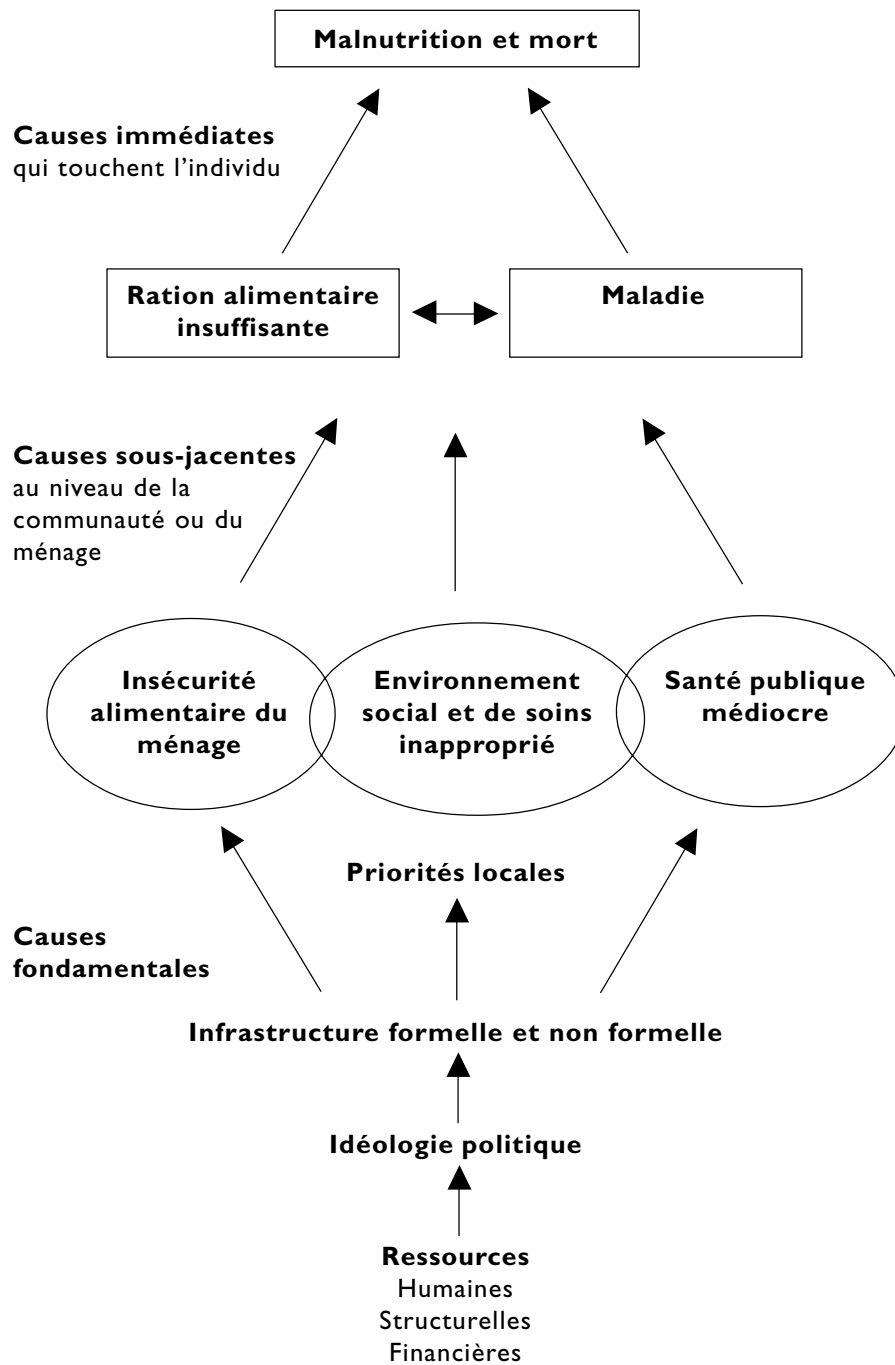 Malnutrition et mort
Causes immédiates
qui touchent l'individu
Ration alimentaire
insuffisante
Maladie
Causes sous-jacentes
au niveau de la
communauté ou du
ménage
Insécurité
alimentaire du
ménage
Environnement
social et de soins
inapproprié
Santé publique
médiocre
Priorités locales
Causes
fondamentales
Infrastructure formelle et non formelle
Idéologie politique
Ressources
Humaines
Structurelles
Financières